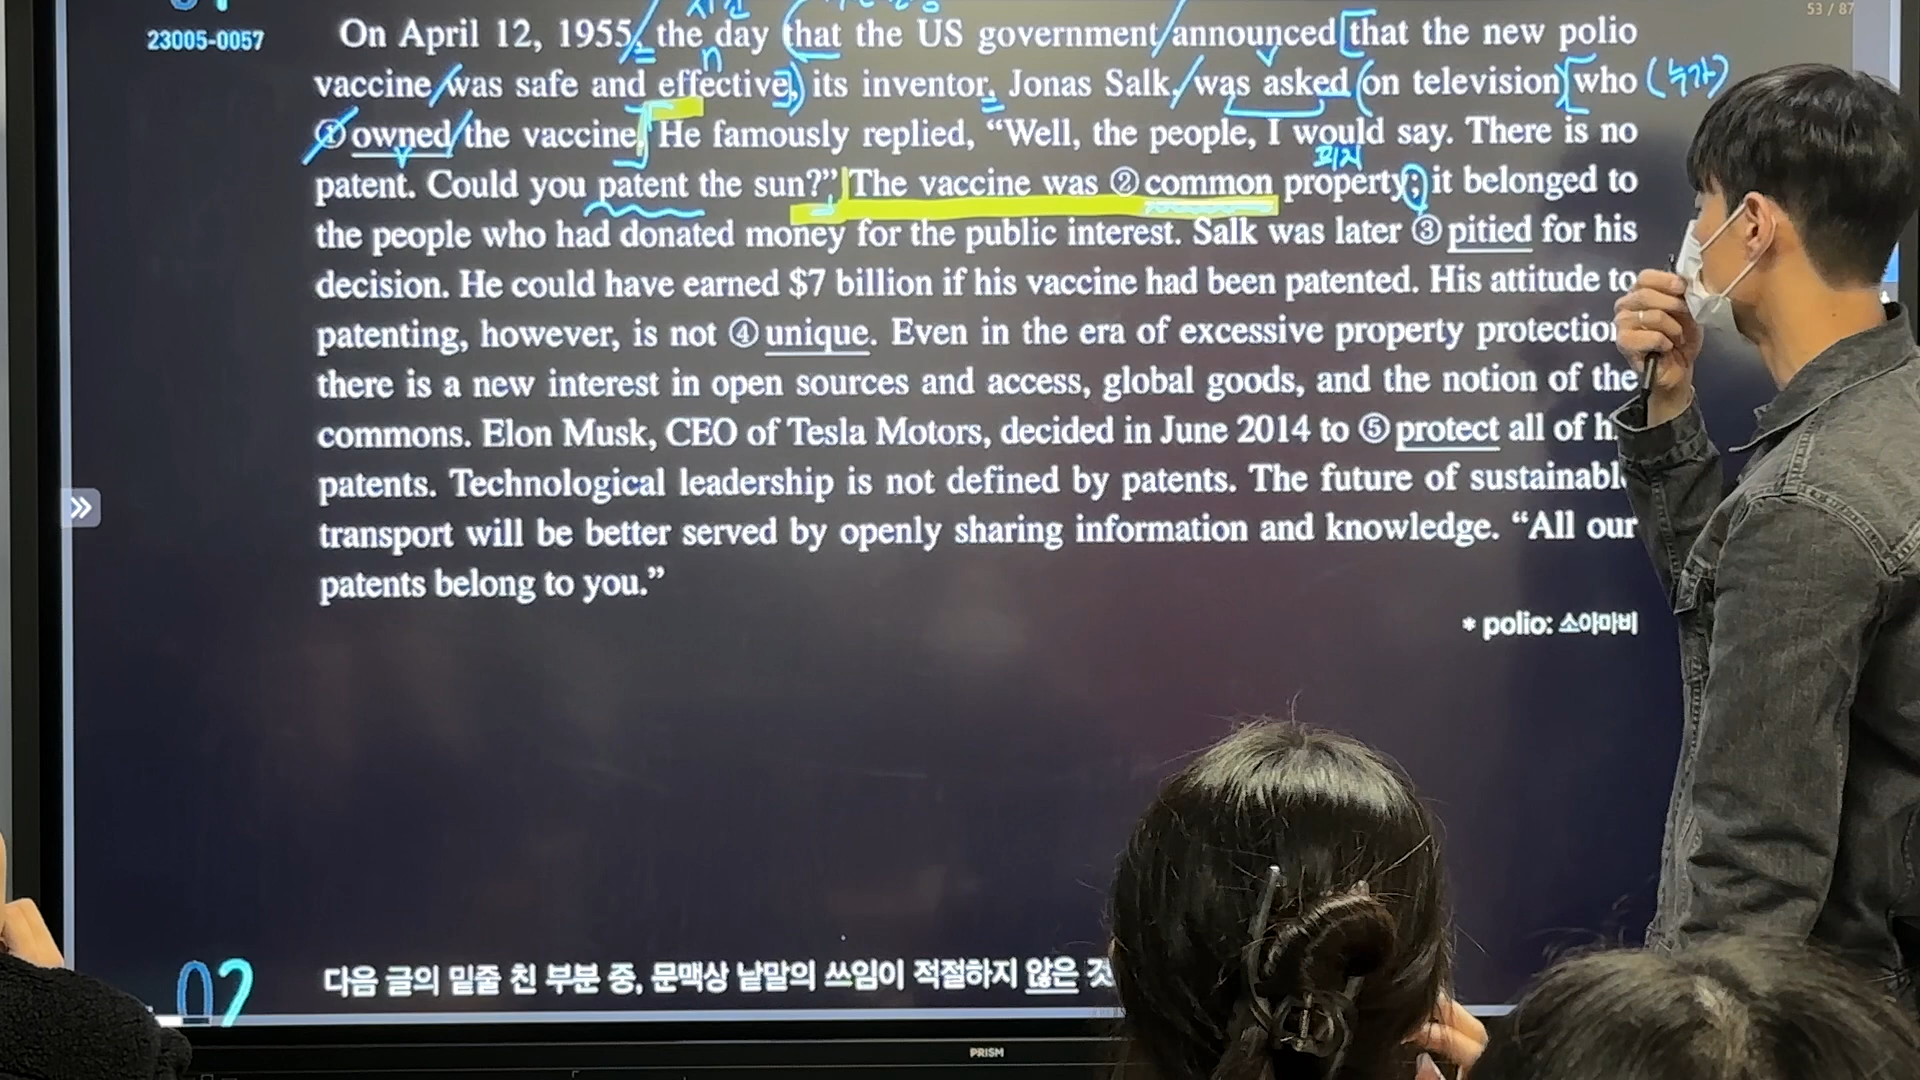 53 / 87
23005-0057
On April 12, 1955, the day that the US government announced that the new polio
vaccine was safe and effective, its inventor, Jonas Salk, was asked on television who (누가)
① owned the vaccine. He famously replied, “Well, the people, I would say. There is no
피지
patent. Could you patent the sun?” The vaccine was ② common property; it belonged to
the people who had donated money for the public interest. Salk was later ③ pitied for his
decision. He could have earned $7 billion if his vaccine had been patented. His attitude to
patenting, however, is not ④ unique. Even in the era of excessive property
there is a new interest in open sources and access, global goods, and the notion of the
commons. Elon Musk, CEO of Tesla Motors, decided in June 2014 to ⑤ protect all of
patents. Technological leadership is not defined by patents. The future of
transport will be better served by openly sharing information and knowledge. “All our
patents belong to you.”
* polio: 소아마비
02 다음 글의 밑줄 친 부분 중, 문맥상 낱말의 쓰임이 적절하지 않은
PRISM